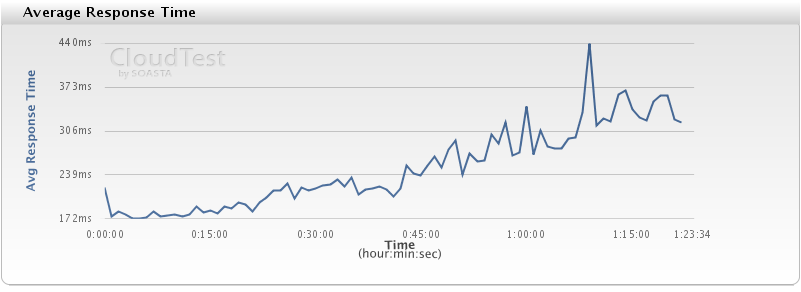 Average Response Time
CloudTest
by SOASTA
Avg Response Time
440ms
373ms
306ms
239ms
172ms
0:00:00 0:15:00 0:30:00 0:45:00 1:00:00 1:15:00 1:23:34
Time
(hour:min:sec)